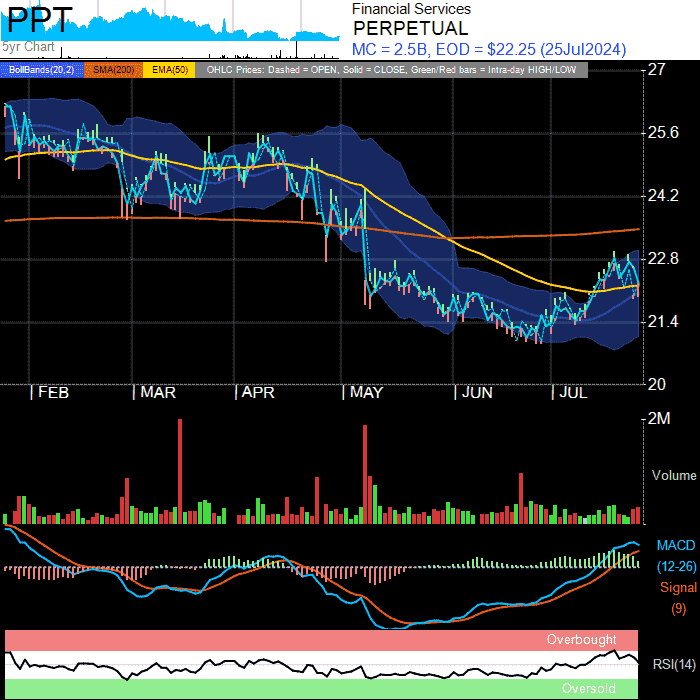 PPT
5yr Chart
Financial Services
PERPETUAL
MC = 2.5B, EOD = $22.25 (25Jul2024)
BollBands(20,2) SMA(200) EMA(50) OHLC Prices: Dashed = OPEN, Solid = CLOSE, Green/Red bars = Intra-day HIGH/LOW
27
25.6
24.2
22.8
21.4
20
| FEB | MAR | APR | MAY | JUN | JUL
2M
Volume
MACD
(12-26)
Signal
(9)
Overbought
RSI(14)
Oversold